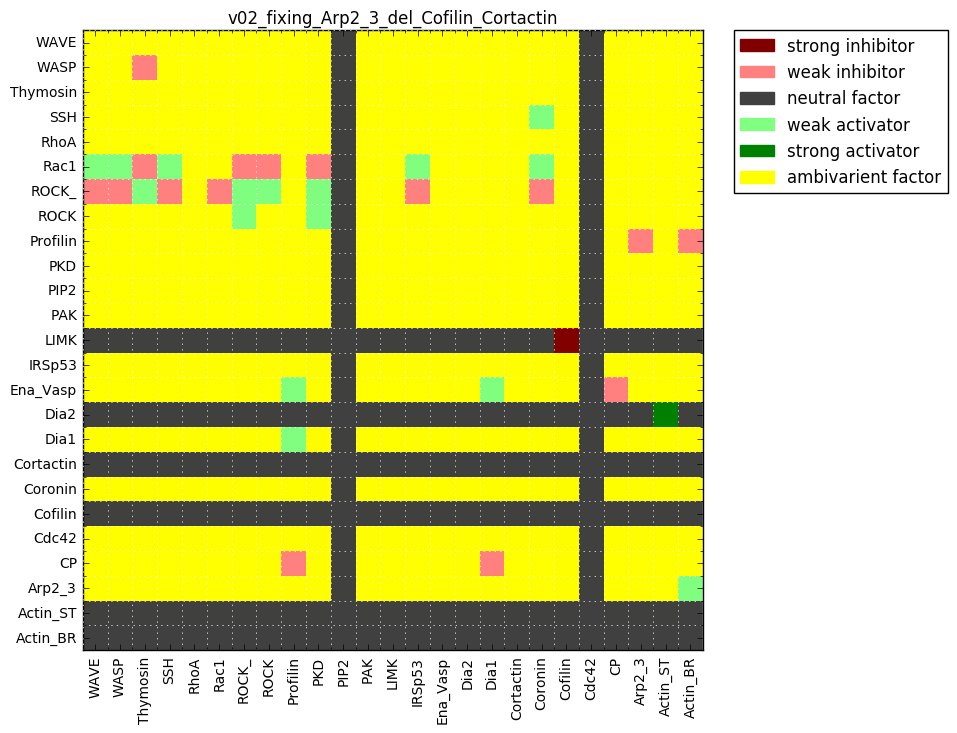 v02_fixing_Arp2_3_del_Cofilin_Cortactin
WAVE
WASP
Thymosin
SSH
RhoA
Rac1
ROCK_
ROCK
Profilin
PKD
PIP2
PAK
LIMK
IRSp53
Ena_Vasp
Dia2
Dia1
Cortactin
Coronin
Cofilin
Cdc42
CP
Arp2_3
Actin_ST
Actin_BR
WAVE
WASP
Thymosin
SSH
RhoA
Rac1
ROCK_
ROCK
Profilin
PKD
PIP2
PAK
LIMK
IRSp53
Ena_Vasp
Dia2
Dia1
Cortactin
Coronin
Cofilin
Cdc42
CP
Arp2_3
Actin_ST
Actin_BR
strong inhibitor
weak inhibitor
neutral factor
weak activator
strong activator
ambivarient factor